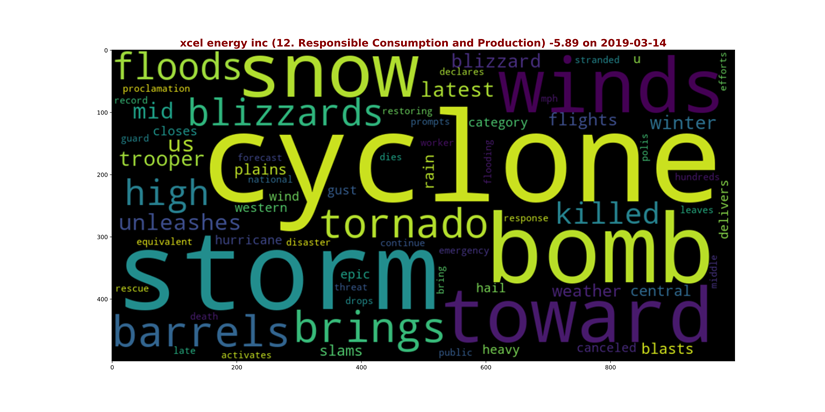 xcel energy inc (12. Responsible Consumption and Production) -5.89 on 2019-03-14
0
100
200
300
400
0
200
400
600
800
floods
snow
blizzard
declares
stranded
u
efforts
winds
proclamation
latest
record
mid
blizzards
restoring
mph
guard
closes
us
prompts
category
flights
winter
trooper
forecast
plains
national
dies
worker
rain
flooding
polis
hundreds
cyclone
high
wind
western
gust
unleashes
tornado
response
killed
leaves
delivers
equivalent
hurricane
disaster
continue
emergency
bomb
storm
epic
threat
drops
bring
hail
weather
central
middle
rescue
death
barrels
brings
toward
late
activates
slams
public
heavy
canceled
blasts